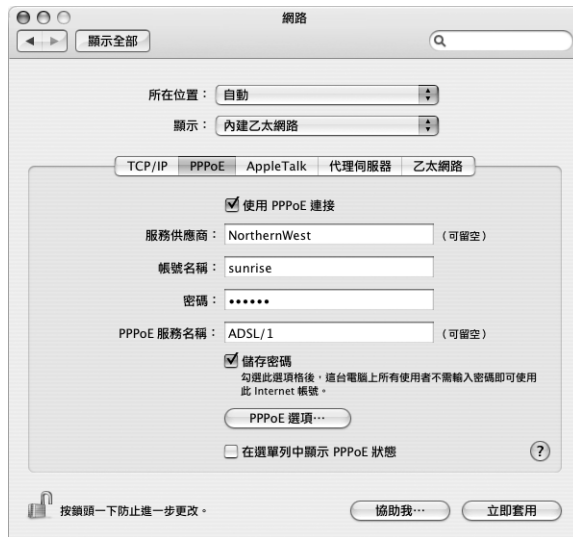 網路
顯示全部
所在位置： 自動
顯示： 內建乙太網路
TCP/IP PPPoE AppleTalk 代理伺服器 乙太網路
使用 PPPoE 連接
服務供應商： NorthernWest （可留空）
帳號名稱： sunrise
密碼： ••••••
PPPoE 服務名稱： ADSL/1 （可留空）
儲存密碼
勾選此選項格後，這台電腦上所有使用者不需輸入密碼即可使用
此 Internet 帳號。
PPPoE 選項…
在選單列中顯示 PPPoE 狀態 ?
按鎖頭一下防止進一步更改。 協助我… 立即套用